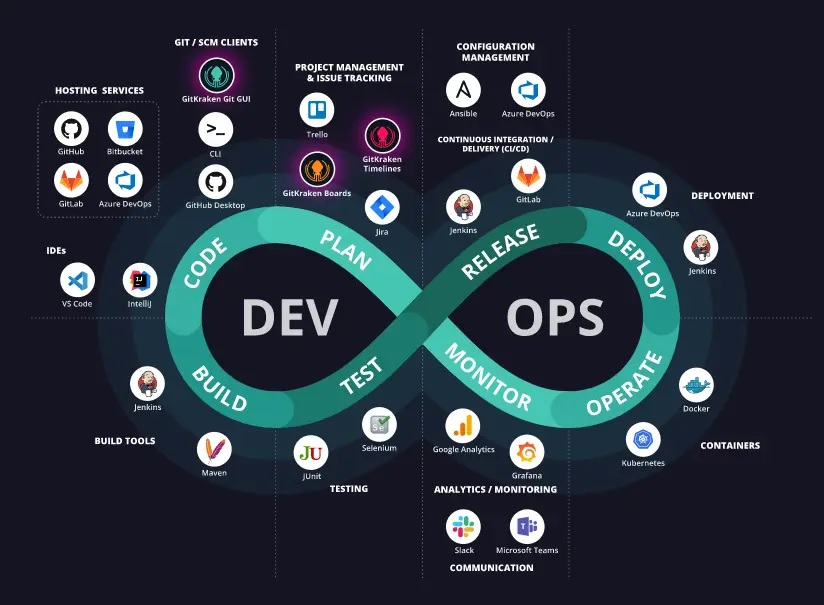 GIT / SCM CLIENTS
GitKraken Git GUI
CLI
GitHub Desktop
HOSTING SERVICES
GitHub
Bitbucket
GitLab
Azure DevOps
IDEs
VS Code
IntelliJ
PROJECT MANAGEMENT
& ISSUE TRACKING
Trello
GitKraken
Timelines
GitKraken Boards
Jira
CONFIGURATION
MANAGEMENT
Ansible
Azure DevOps
CONTINUOUS INTEGRATION /
DELIVERY (CI/CD)
GitLab
Jenkins
DEPLOYMENT
Azure DevOps
Jenkins
CODE
PLAN
RELEASE
DEPLOY
DEV
OPS
BUILD
TEST
MONITOR
OPERATE
BUILD TOOLS
Jenkins
Maven
TESTING
JU
JUnit
Se
Selenium
Google Analytics
Grafana
ANALYTICS / MONITORING
Slack
Microsoft Teams
COMMUNICATION
Docker
Kubernetes
CONTAINERS